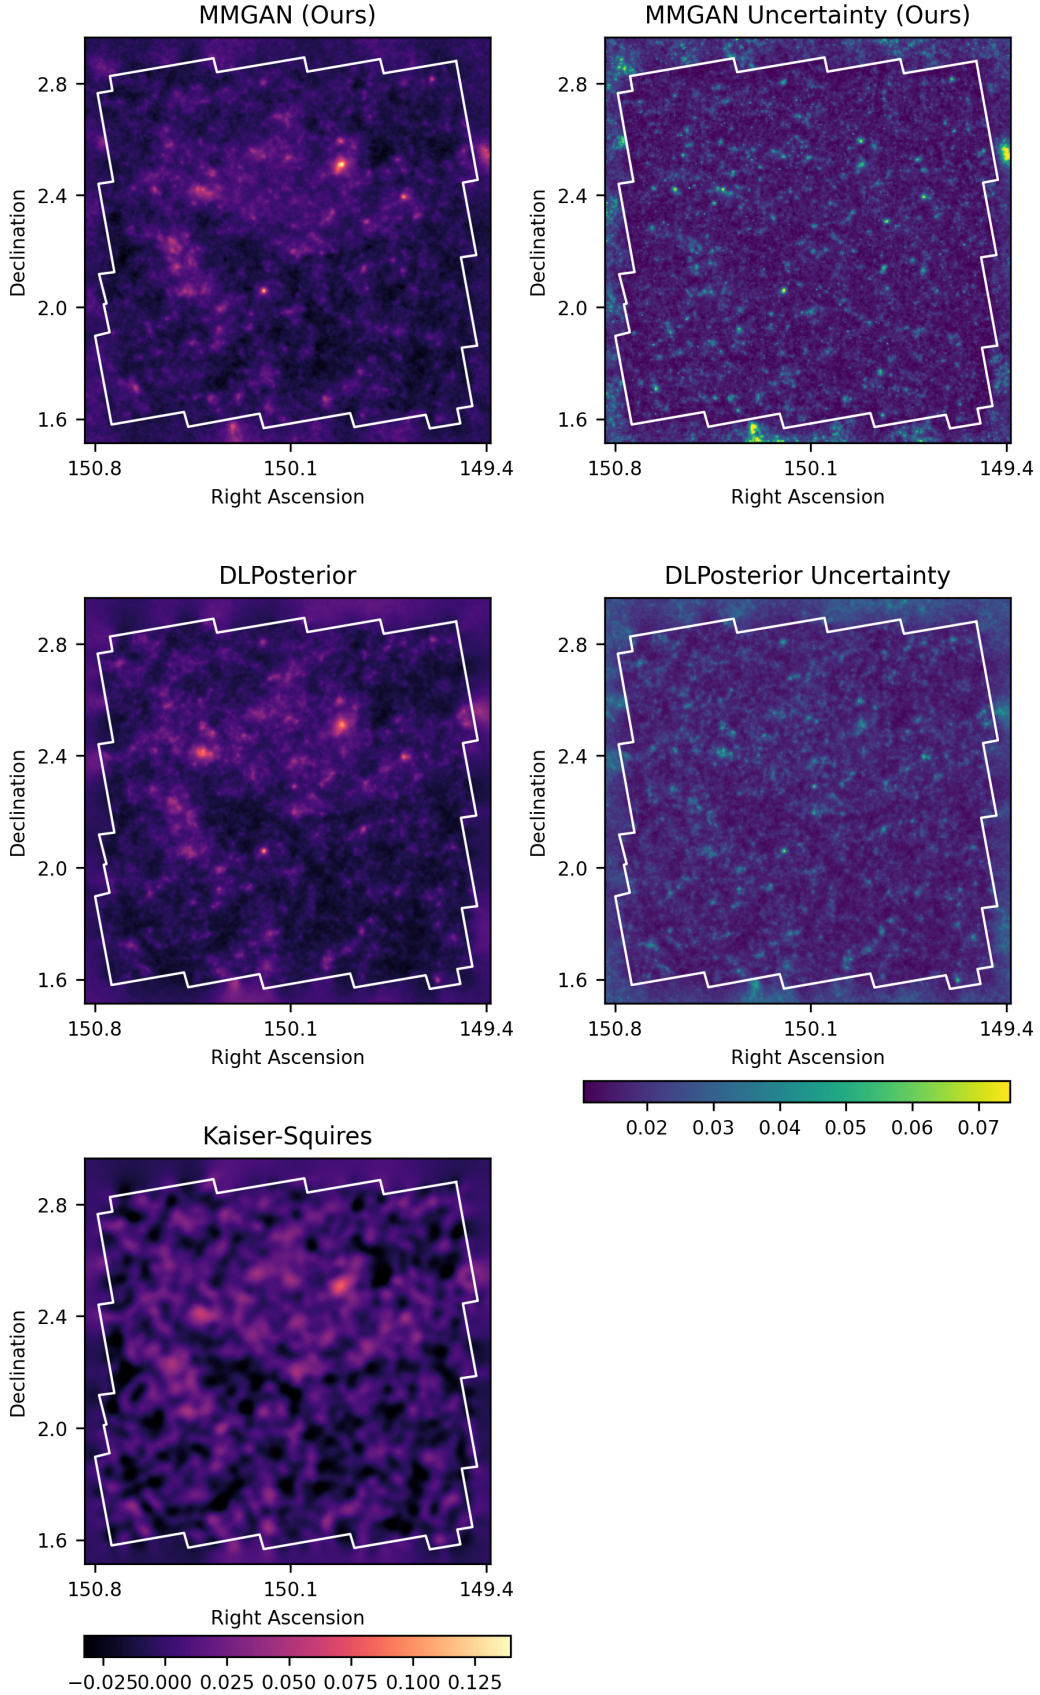 MMGAN (Ours)
2.8
2.4
2.0
1.6
Declination
150.8 150.1 149.4
Right Ascension
MMGAN Uncertainty (Ours)
2.8
2.4
2.0
1.6
Declination
150.8 150.1 149.4
Right Ascension
DLPosterior
2.8
2.4
2.0
1.6
Declination
150.8 150.1 149.4
Right Ascension
DLPosterior Uncertainty
2.8
2.4
2.0
1.6
Declination
150.8 150.1 149.4
Right Ascension
0.02 0.03 0.04 0.05 0.06 0.07
Kaiser-Squires
2.8
2.4
2.0
1.6
Declination
150.8 150.1 149.4
Right Ascension
−0.025 0.000 0.025 0.050 0.075 0.100 0.125